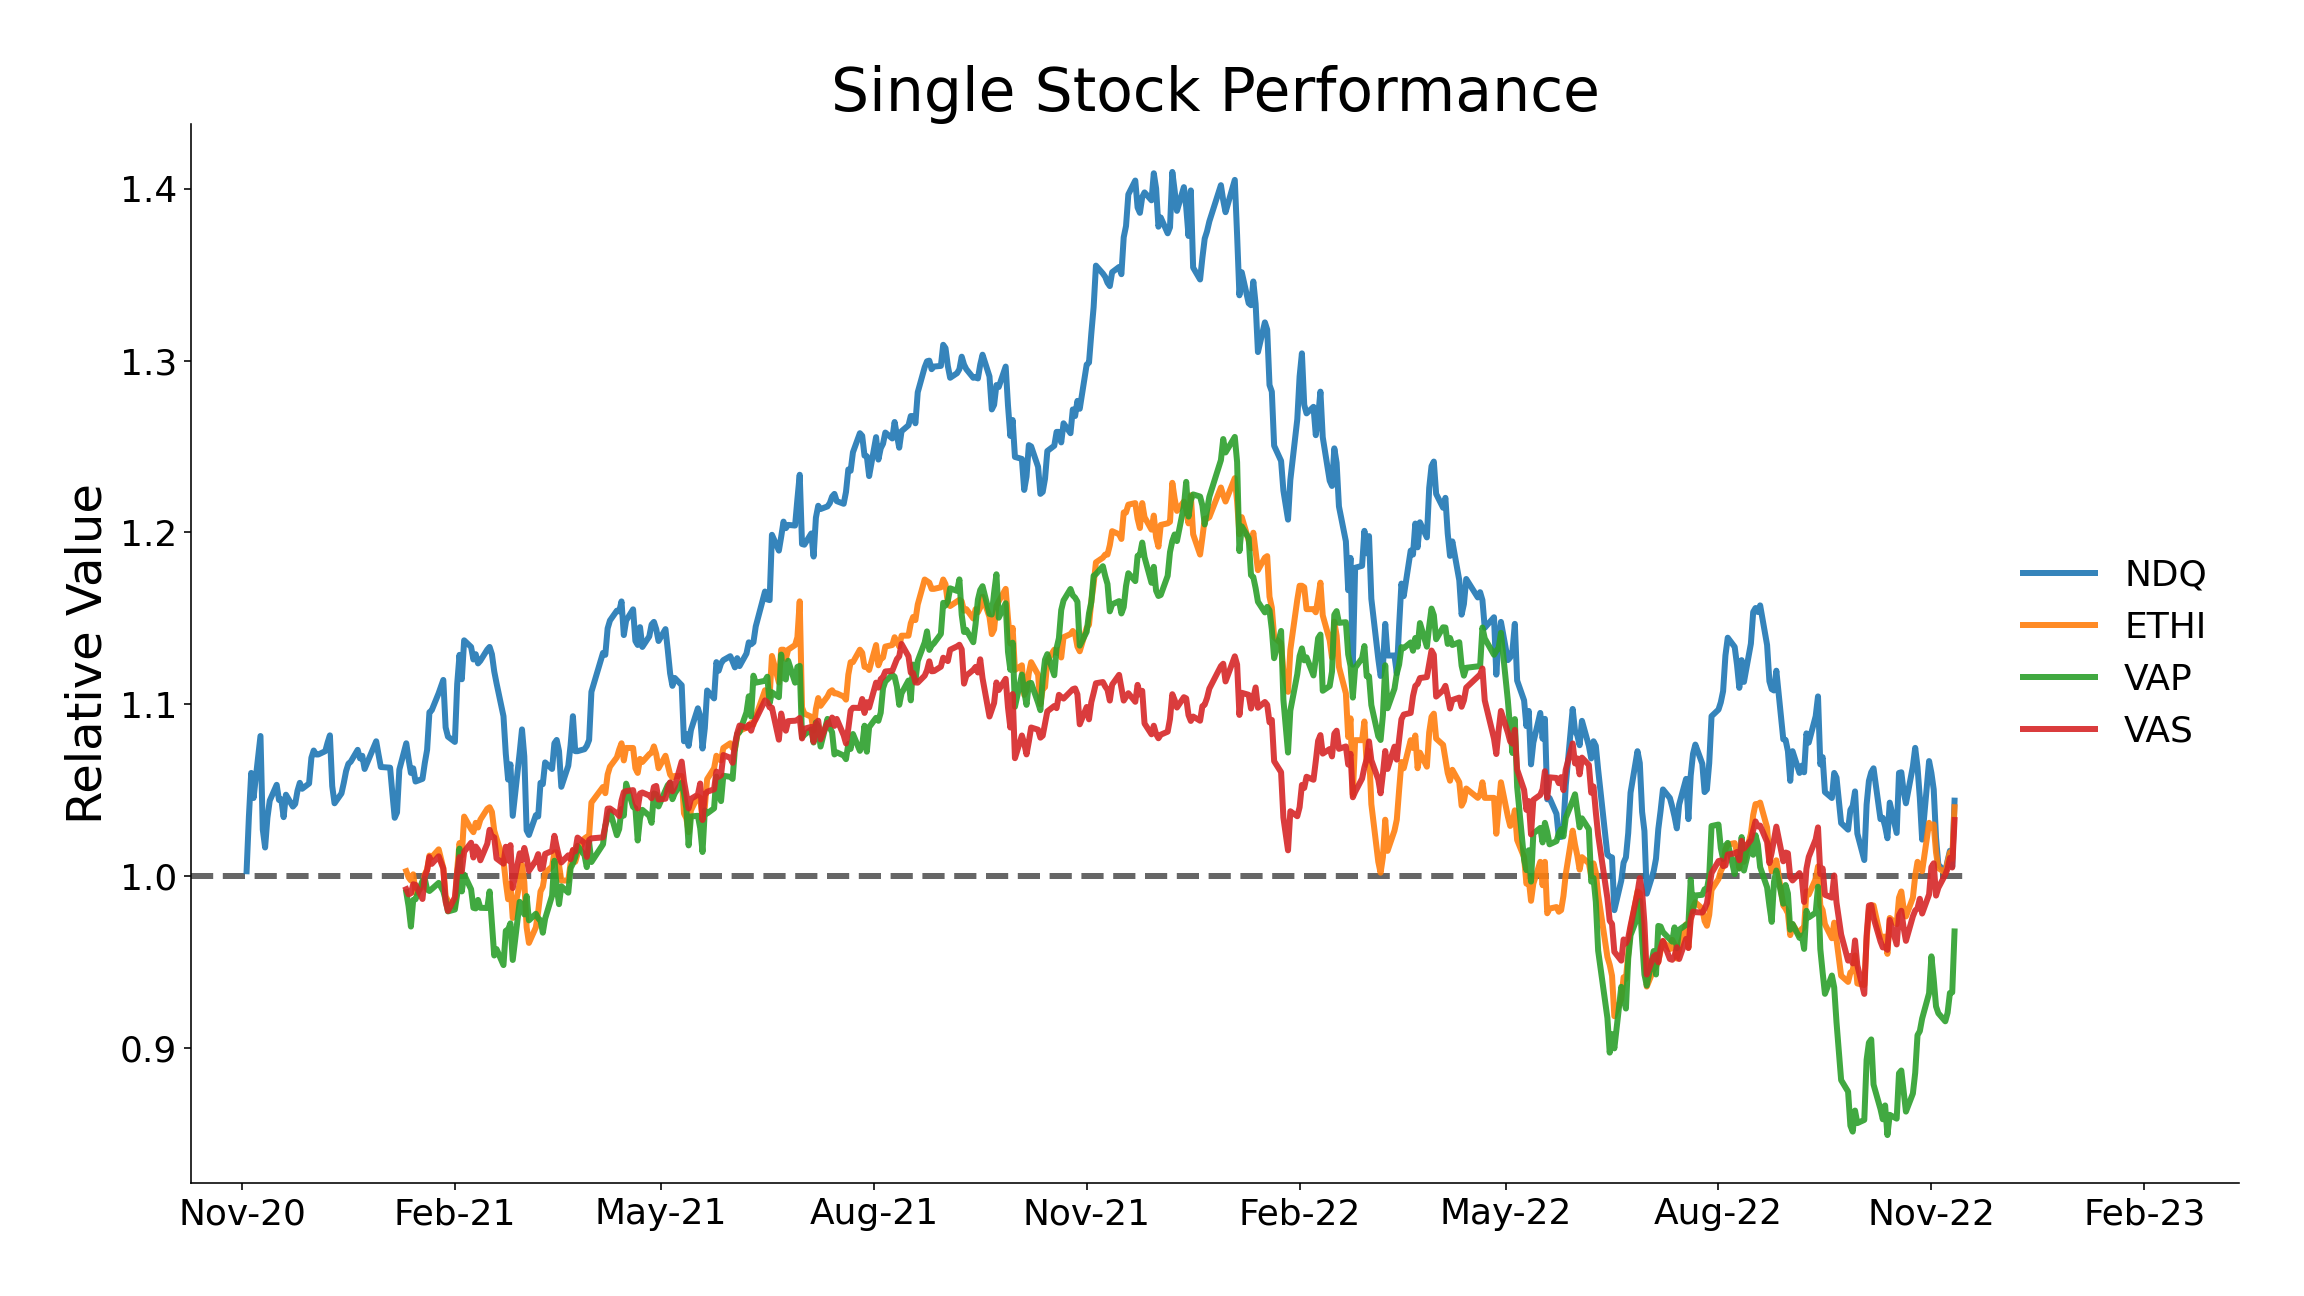 Single Stock Performance
Relative Value
1.4
1.3
1.2
1.1
1.0
0.9
Nov-20 Feb-21 May-21 Aug-21 Nov-21 Feb-22 May-22 Aug-22 Nov-22 Feb-23
NDQ
ETHI
VAP
VAS